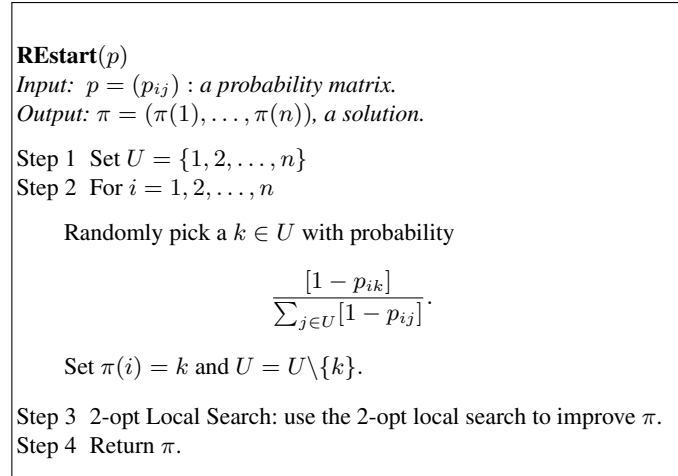 REstart(p)
Input: p = (p_{ij}) : a probability matrix.
Output: π = (π(1), . . . , π(n)), a solution.
Step 1 Set U = {1, 2, . . . , n}
Step 2 For i = 1, 2, . . . , n
Randomly pick a k ∈ U with probability
\frac{[1 − p_{ik}]}{\sum_{j∈U}[1 − p_{ij}]}.
Set π(i) = k and U = U\{k}.
Step 3 2-opt Local Search: use the 2-opt local search to improve π.
Step 4 Return π.